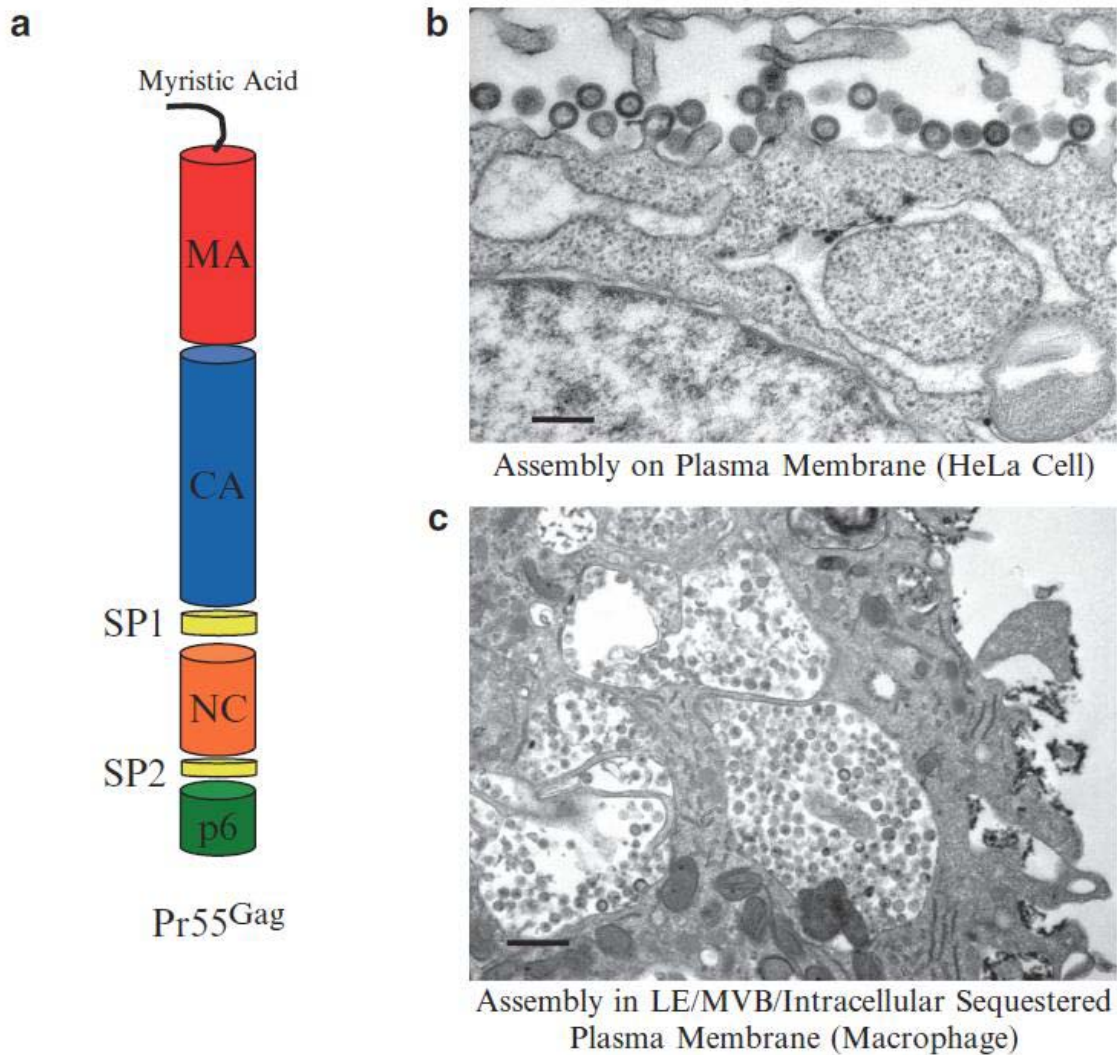 a
Myristic Acid
MA
CA
SP1
NC
SP2
p6
Pr55Gag
b
Assembly on Plasma Membrane (HeLa Cell)
c
Assembly in LE/MVB/Intracellular Sequestered
Plasma Membrane (Macrophage)